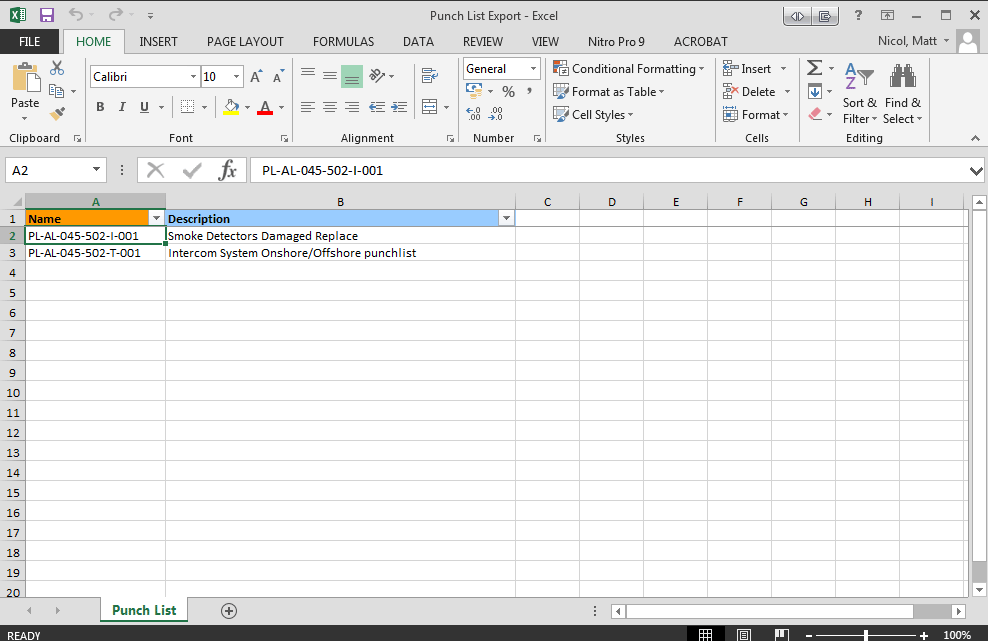 Punch List Export - Excel
?
FILE HOME INSERT PAGE LAYOUT FORMULAS DATA REVIEW VIEW Nitro Pro 9 ACROBAT Nicol, Matt
Calibri 10 A A General Conditional Formatting Insert Σ A Z
Paste % , Format as Table Delete Sort & Find &
B I U A .00 .0 Cell Styles Format Filter Select
Clipboard Font Alignment Number Styles Cells Editing
A2 fx PL-AL-045-502-I-001
A B C D E F G H I
1 Name Description
2 PL-AL-045-502-I-001 Smoke Detectors Damaged Replace
3 PL-AL-045-502-T-001 Intercom System Onshore/Offshore punchlist
4
5
6
7
8
9
10
11
12
13
14
15
16
17
18
19
20
Punch List
READY 100%